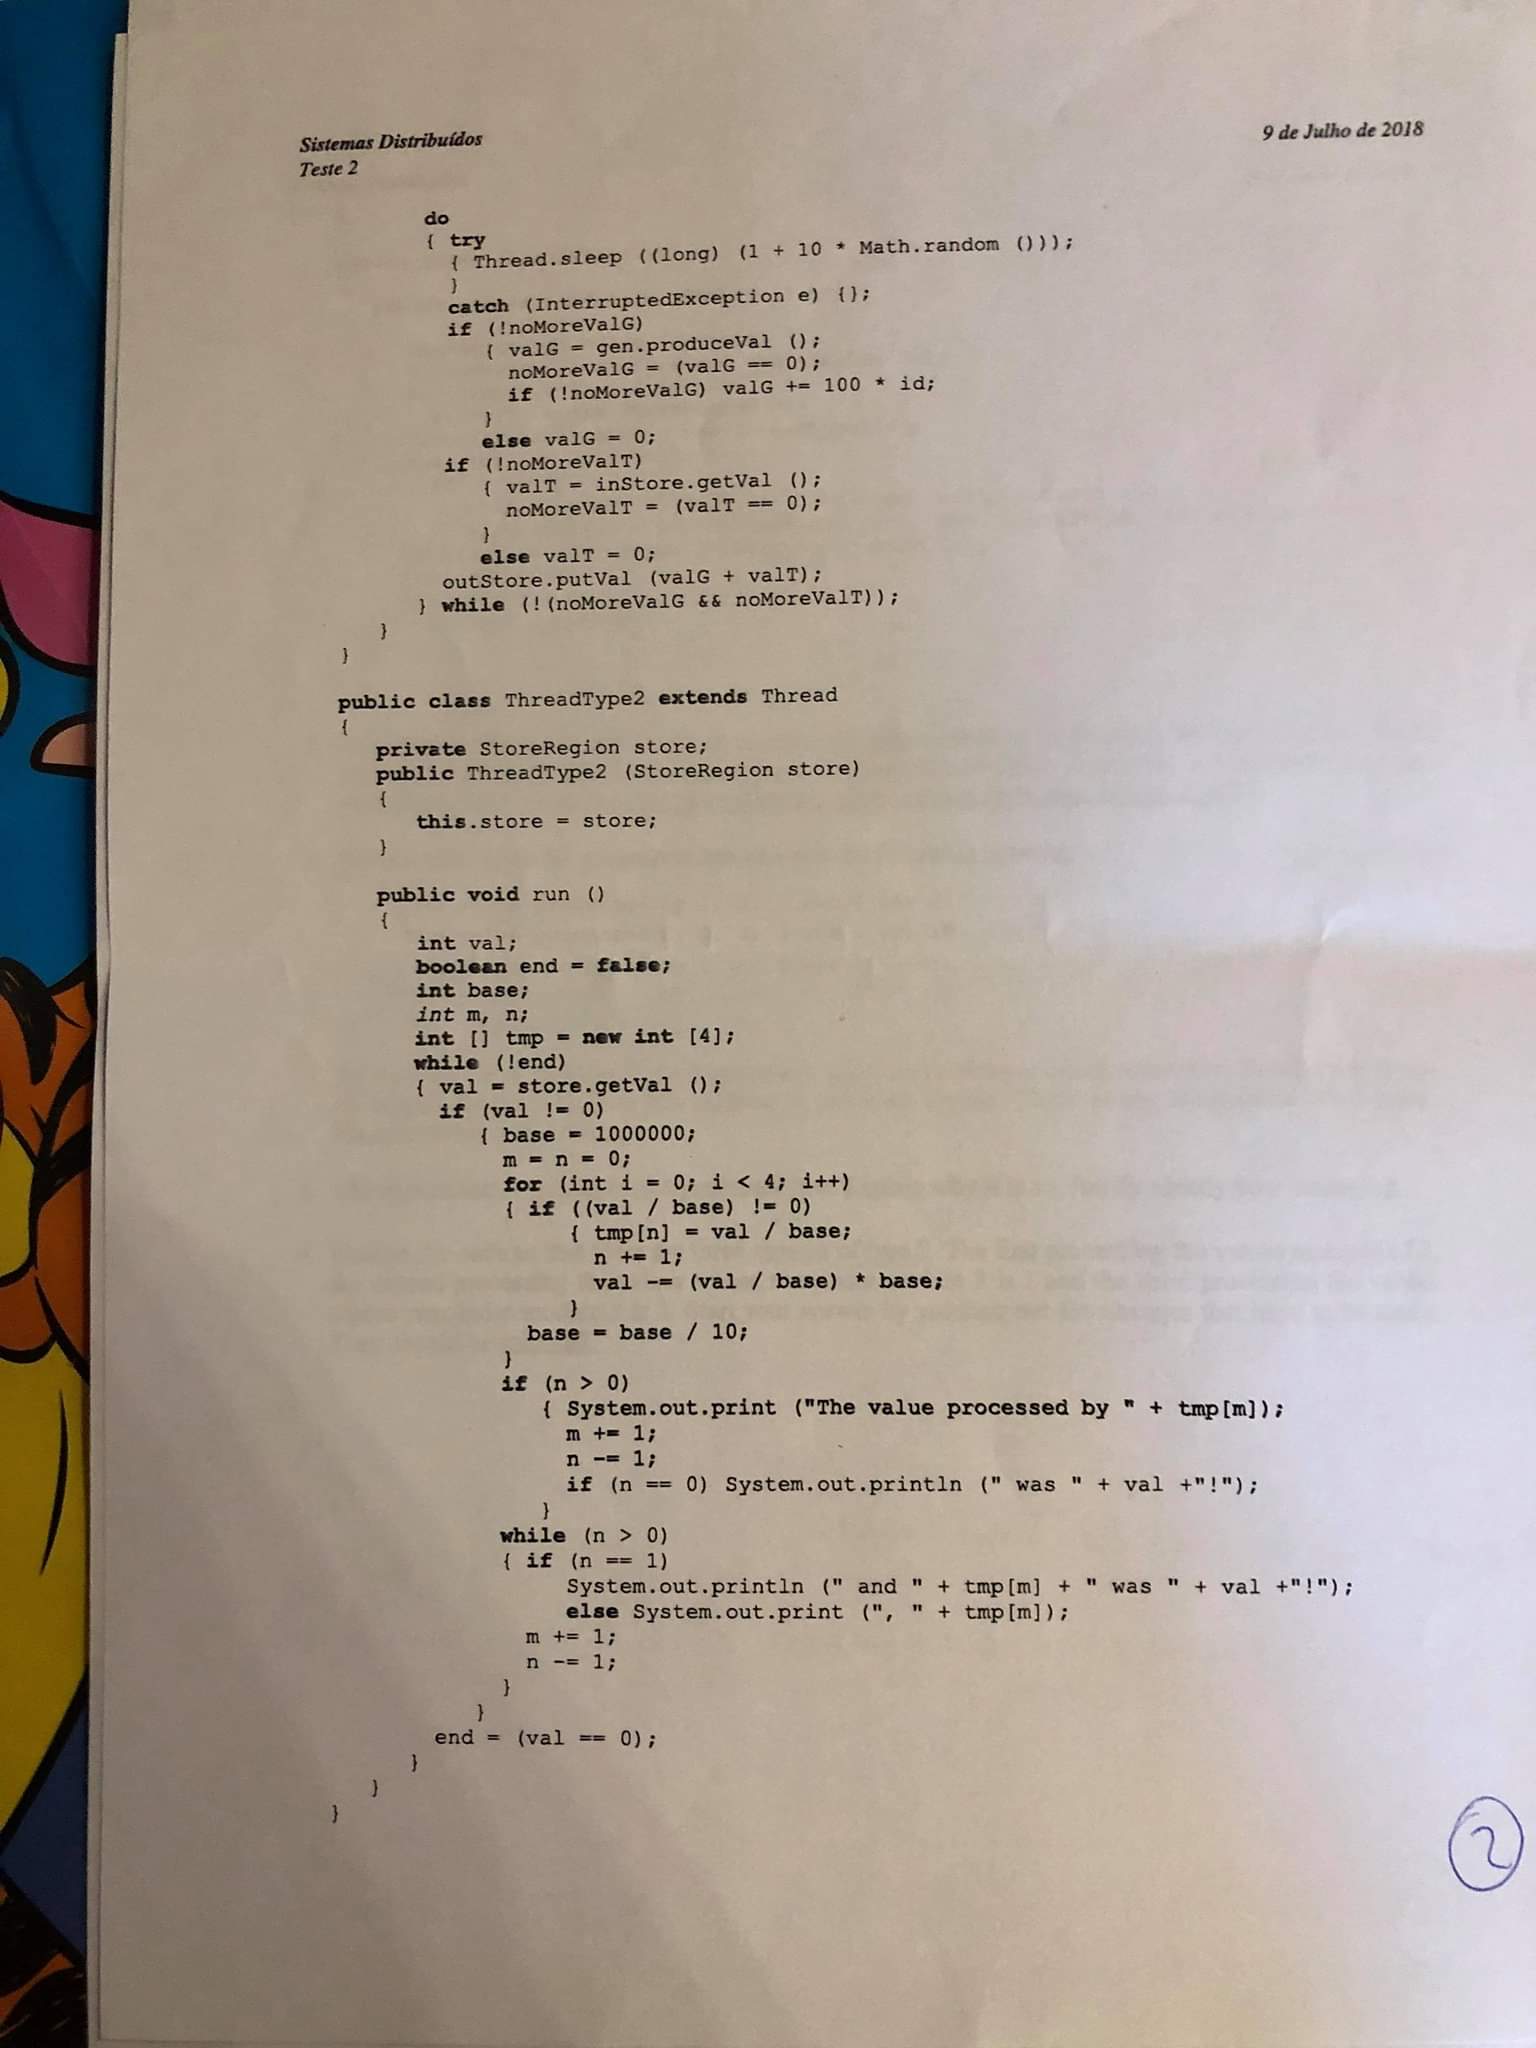 Sistemas Distribuídos
9 de Julho de 2018
Teste 2
do
{ try
{ Thread.sleep ((long) (1 + 10 * Math.random ()));
}
catch (InterruptedException e) {};
if (!noMoreValG)
{ valG = gen.produceVal ();
noMoreValG = (valG == 0);
if (!noMoreValG) valG += 100 * id;
}
else valG = 0;
if (!noMoreValT)
{ valT = inStore.getVal ();
noMoreValT = (valT == 0);
}
else valT = 0;
outStore.putVal (valG + valT);
} while (!(noMoreValG && noMoreValT));
}
}
public class ThreadType2 extends Thread
{
private StoreRegion store;
public ThreadType2 (StoreRegion store)
{
this.store = store;
}
public void run ()
{
int val;
boolean end = false;
int base;
int m, n;
int [] tmp = new int [4];
while (!end)
{ val = store.getVal ();
if (val != 0)
{ base = 1000000;
m = n = 0;
for (int i = 0; i < 4; i++)
{ if ((val / base) != 0)
{ tmp[n] = val / base;
n += 1;
val -= (val / base) * base;
}
base = base / 10;
}
if (n > 0)
{ System.out.print ("The value processed by " + tmp[m]);
m += 1;
n -= 1;
if (n == 0) System.out.println (" was " + val +"!");
}
while (n > 0)
{ if (n == 1)
System.out.println (" and " + tmp[m] + " was " + val +"!");
else System.out.print (", " + tmp[m]);
m += 1;
n -= 1;
}
}
end = (val == 0);
}
}
}
2